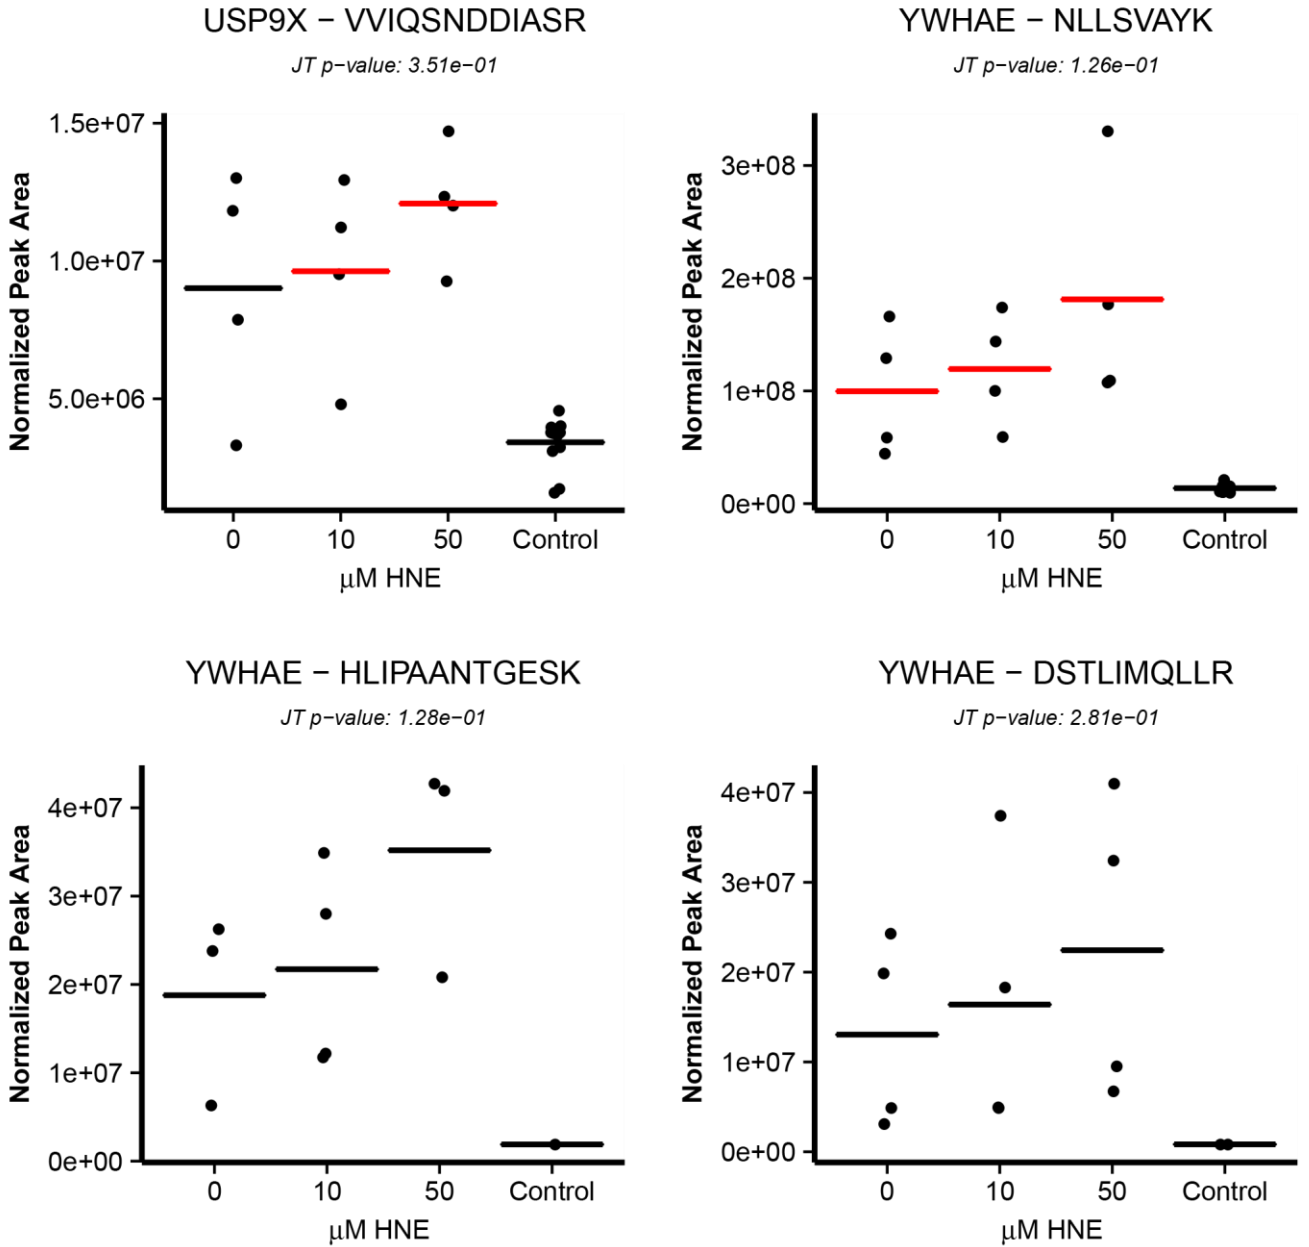 USP9X − VVIQSNDDIASR
JT p−value: 3.51e−01
Normalized Peak Area
1.5e+07
1.0e+07
5.0e+06
0 10 50 Control
μM HNE
YWHAE − NLLSVAYK
JT p−value: 1.26e−01
Normalized Peak Area
3e+08
2e+08
1e+08
0e+00
0 10 50 Control
μM HNE
YWHAE − HLIPAANTGESK
JT p−value: 1.28e−01
Normalized Peak Area
4e+07
3e+07
2e+07
1e+07
0e+00
0 10 50 Control
μM HNE
YWHAE − DSTLIMQLLR
JT p−value: 2.81e−01
Normalized Peak Area
4e+07
3e+07
2e+07
1e+07
0e+00
0 10 50 Control
μM HNE